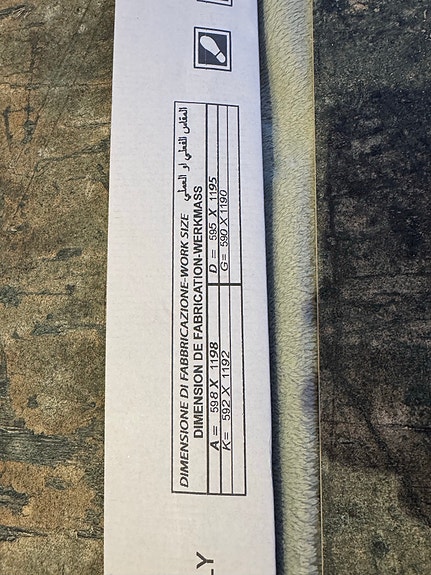 DIMENSIONE DI FABBRICAZIONE-WORK SIZE المقاس الفعلي او العملي
DIMENSION DE FABRICATION-WERKMASS
A = 598 X 1198 D = 595 X 1195
K= 592 X 1192 G= 590 X 1190
LY